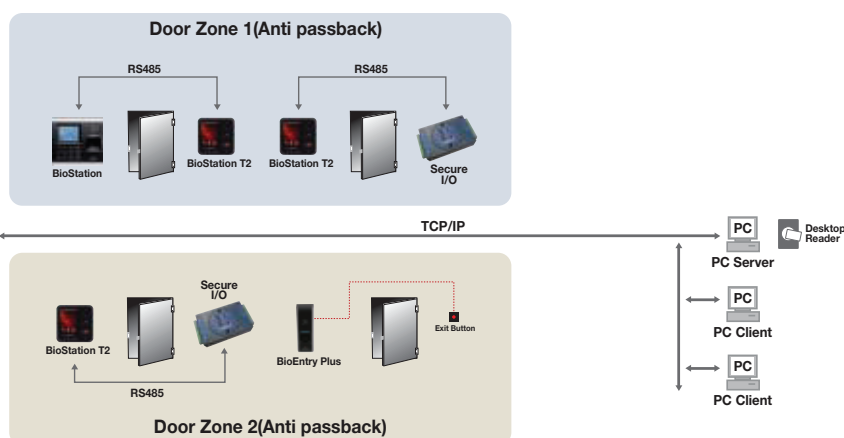 Door Zone 1(Anti passback)
RS485
RS485
BioStation
BioStation T2
BioStation T2
Secure
I/O
TCP/IP
PC
Desktop
Reader
PC Server
Secure
I/O
PC
Exit Button
BioStation T2
PC Client
BioEntry Plus
PC
RS485
PC Client
Door Zone 2(Anti passback)